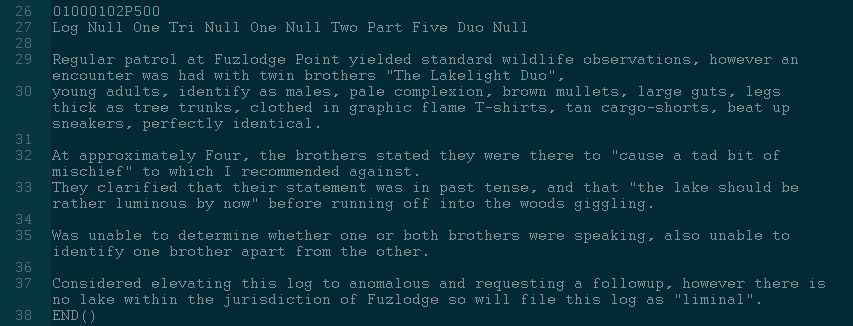 26 01000102P500
27 Log Null One Tri Null One Null Two Part Five Duo Null
28
29 Regular patrol at Fuzlodge Point yielded standard wildlife observations, however an
encounter was had with twin brothers "The Lakelight Duo",
30 young adults, identify as males, pale complexion, brown mullets, large guts, legs
thick as tree trunks, clothed in graphic flame T-shirts, tan cargo-shorts, beat up
sneakers, perfectly identical.
31
32 At approximately Four, the brothers stated they were there to "cause a tad bit of
mischief" to which I recommended against.
33 They clarified that their statement was in past tense, and that "the lake should be
rather luminous by now" before running off into the woods giggling.
34
35 Was unable to determine whether one or both brothers were speaking, also unable to
identify one brother apart from the other.
36
37 Considered elevating this log to anomalous and requesting a followup, however there is
no lake within the jurisdiction of Fuzlodge so will file this log as "liminal".
38 END()